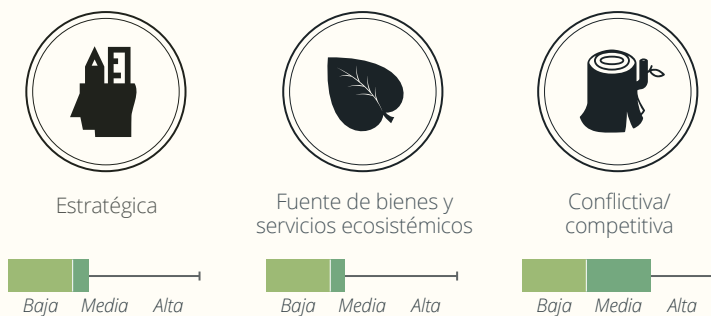 Estratégica
Fuente de bienes y
servicios ecosistémicos
Conflictiva/
competitiva
Baja Media Alta
Baja Media Alta
Baja Media Alta